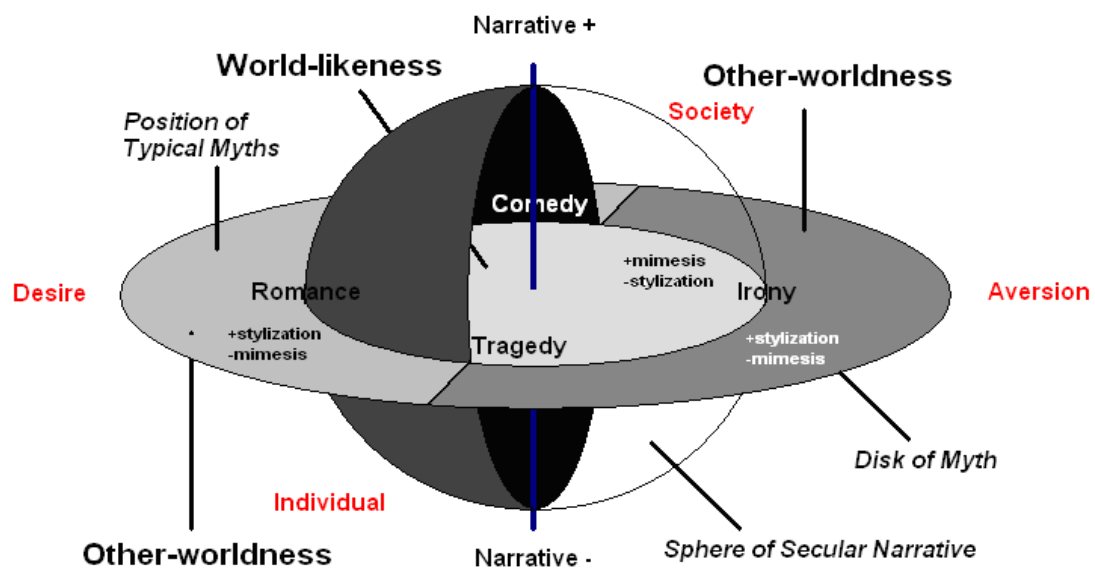 Narrative +
World-likeness
Other-worldness
Society
Position of
Typical Myths
Comedy
+mimesis
-stylization
Desire
Romance
Irony
Aversion
+stylization
-mimesis
Tragedy
+stylization
-mimesis
Disk of Myth
Individual
Other-worldness
Narrative -
Sphere of Secular Narrative